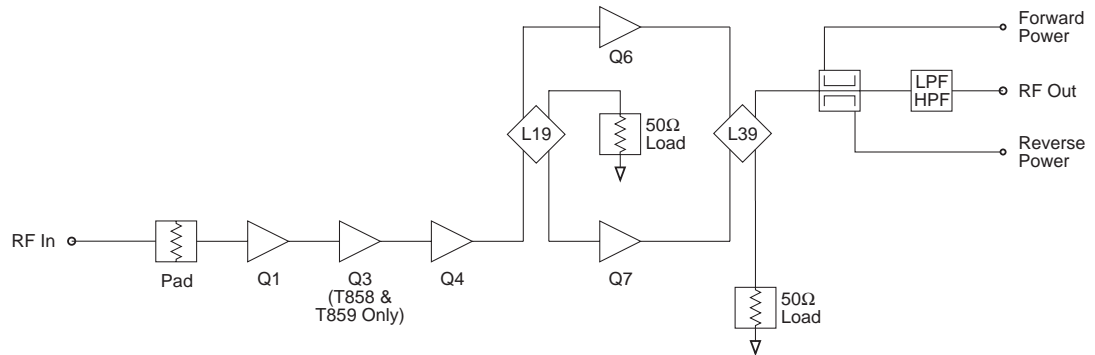 Forward
Power
Q6
LPF
HPF
RF Out
L19
50Ω
Load
L39
Reverse
Power
RF In
Pad
Q1
Q3
(T858 &
T859 Only)
Q4
Q7
50Ω
Load